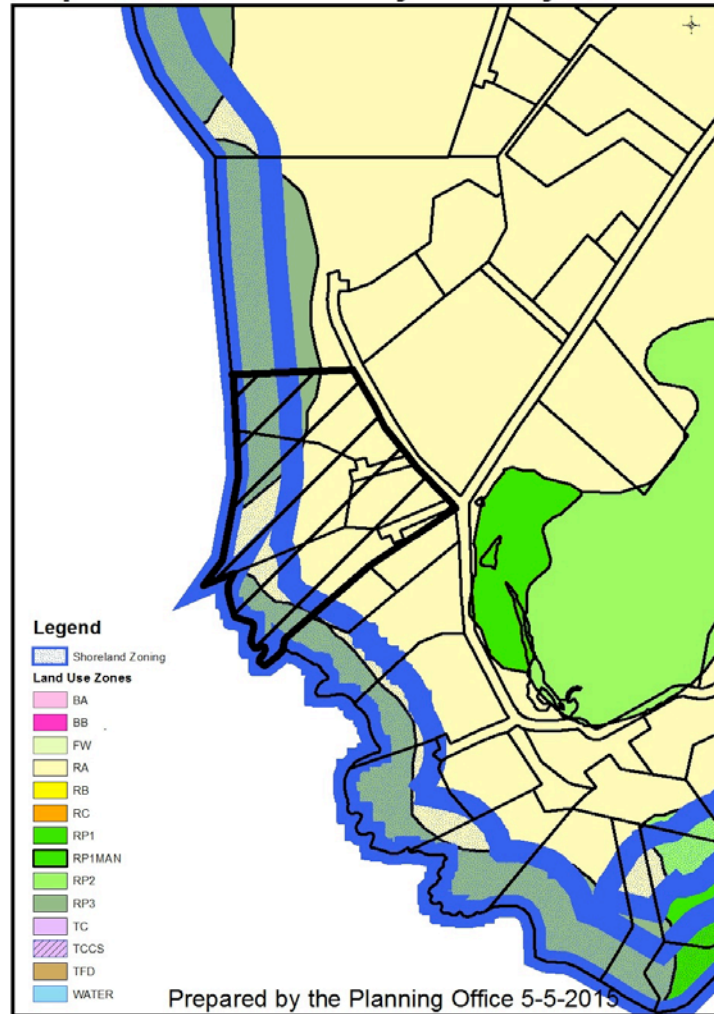 Legend
Shoreland Zoning
Land Use Zones
BA
BB
FW
RA
RB
RC
RP1
RP1MAN
RP2
RP3
TC
TCCS
TFD
WATER
Prepared by the Planning Office 5-5-2015